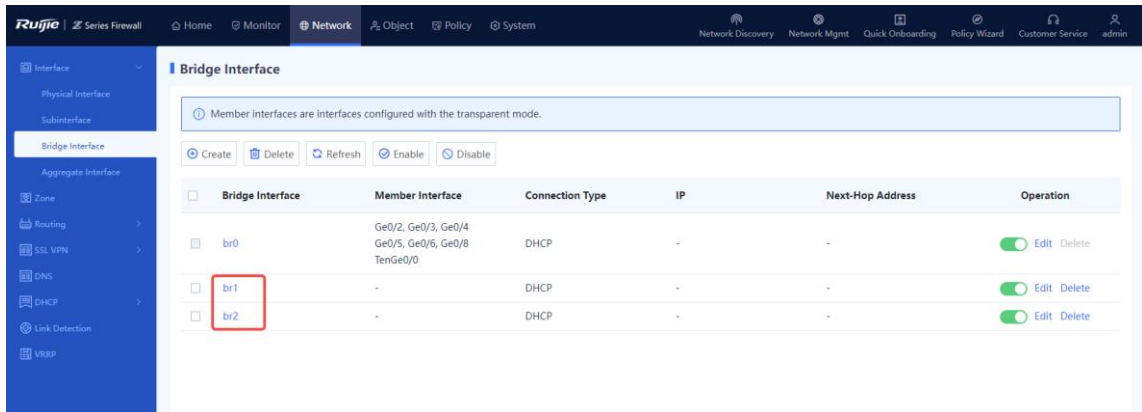 Ruijie | Z Series Firewall
Home Monitor Network Object Policy System
Network Discovery Network Mgmt Quick Onboarding Policy Wizard Customer Service admin
Interface
Physical Interface
Subinterface
Bridge Interface
Aggregate Interface
Zone
Routing
SSL VPN
DNS
DHCP
Link Detection
VRRP
Bridge Interface
Member interfaces are interfaces configured with the transparent mode.
Create Delete Refresh Enable Disable
Bridge Interface Member Interface Connection Type IP Next-Hop Address Operation
Ge0/2, Ge0/3, Ge0/4
br0 Ge0/5, Ge0/6, Ge0/8 DHCP - - Edit Delete
TenGe0/0
br1 - DHCP - - Edit Delete
br2 - DHCP - - Edit Delete